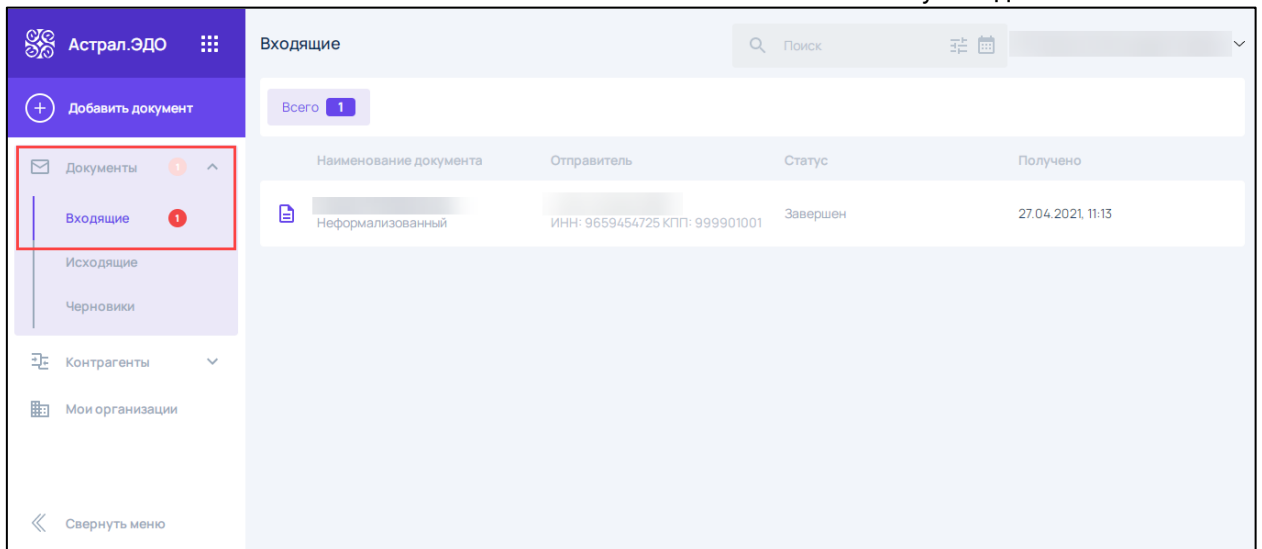 Астрал.ЭДО
Входящие
Поиск
Добавить документ
Всего 1
Документы 1
Наименование документа Отправитель Статус Получено
Входящие 1
Неформализованный ИНН: 9659454725 КПП: 999901001 Завершен 27.04.2021, 11:13
Исходящие
Черновики
Контрагенты
Мои организации
Свернуть меню